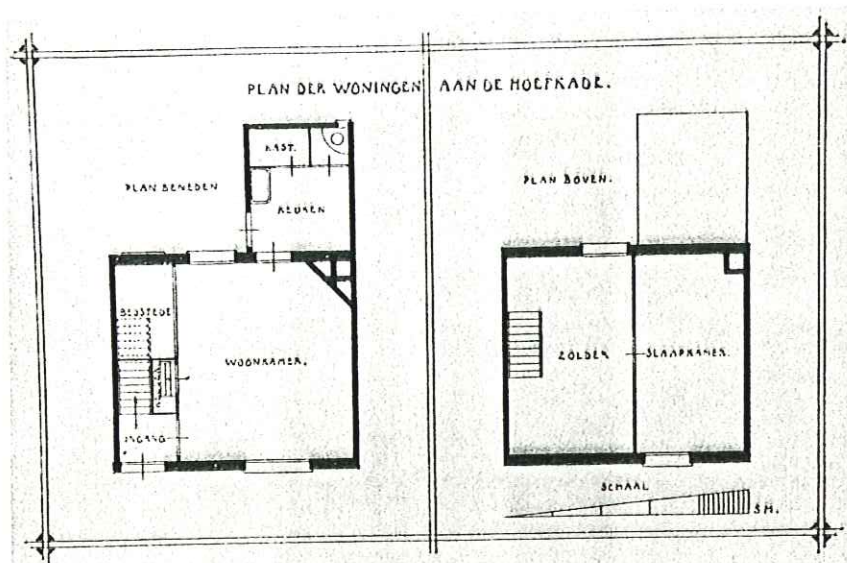 PLAN DER WONINGEN AAN DE HOEFKADE.
PLAN BENEDEN
KAST.
KEUKEN
BEDSTEDE
WOONKAMER.
INGANG
PLAN BOVEN.
ZOLDER
SLAAPKAMER.
SCHAAL
5 M.